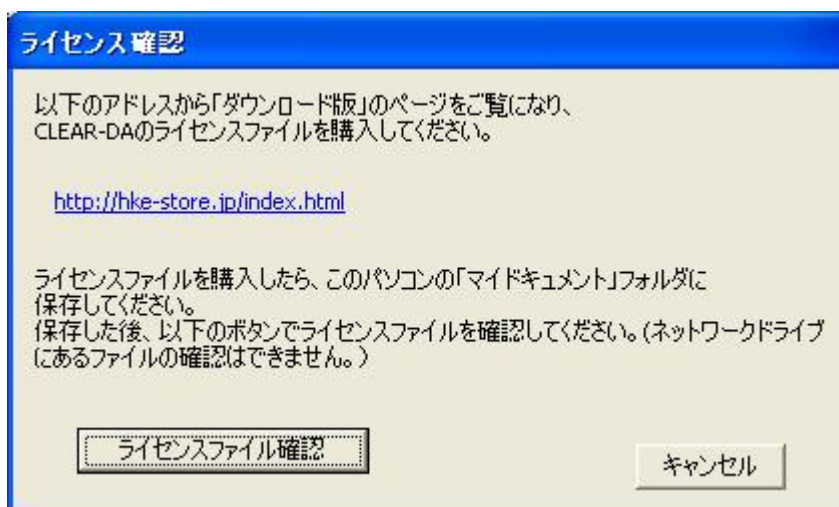 ライセンス確認
以下のアドレスから「ダウンロード版」のページをご覧になり、
CLEAR-DAのライセンスファイルを購入してください。
http://hke-store.jp/index.html
ライセンスファイルを購入したら、このパソコンの「マイドキュメント」フォルダに
保存してください。
保存した後、以下のボタンでライセンスファイルを確認してください。(ネットワークドライブ
にあるファイルの確認はできません。)
ライセンスファイル確認
キャンセル